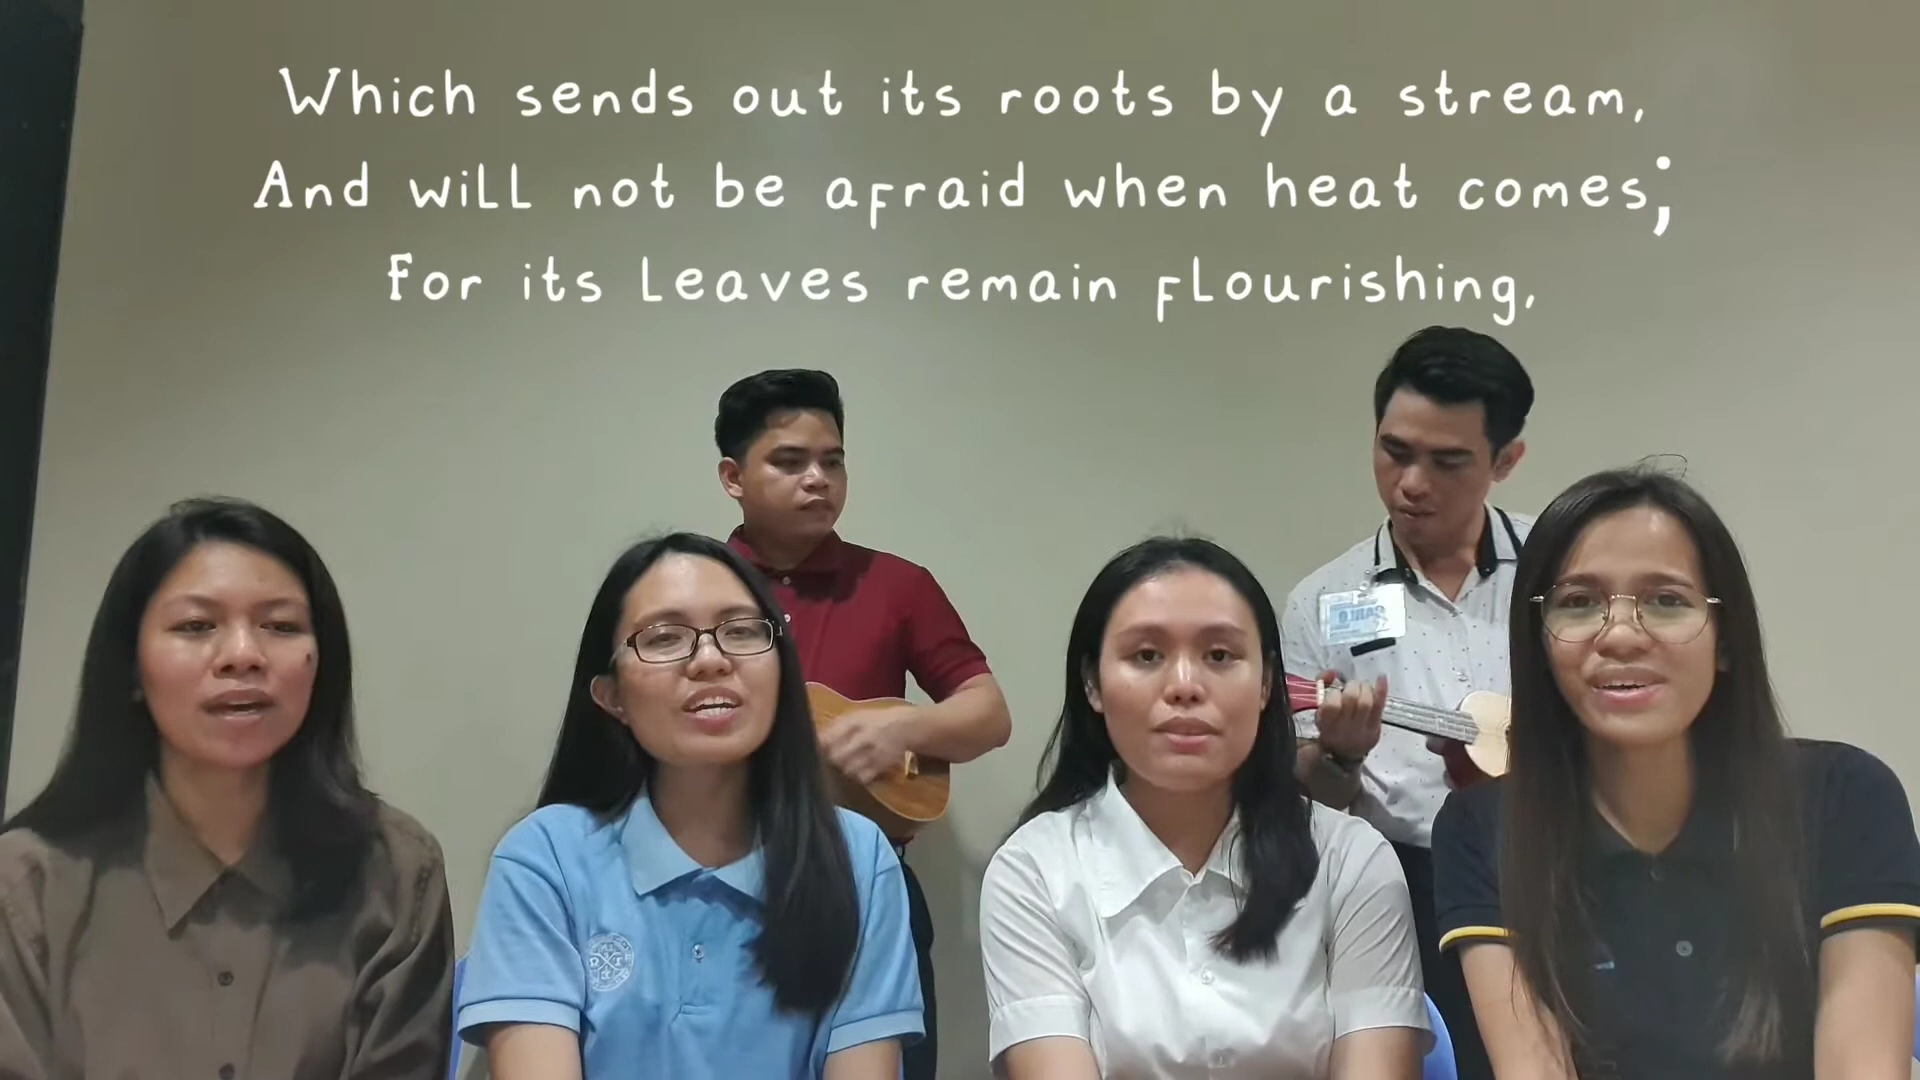 Which sends out its roots by a stream,
And will not be afraid when heat comes;
For its leaves remain flourishing,